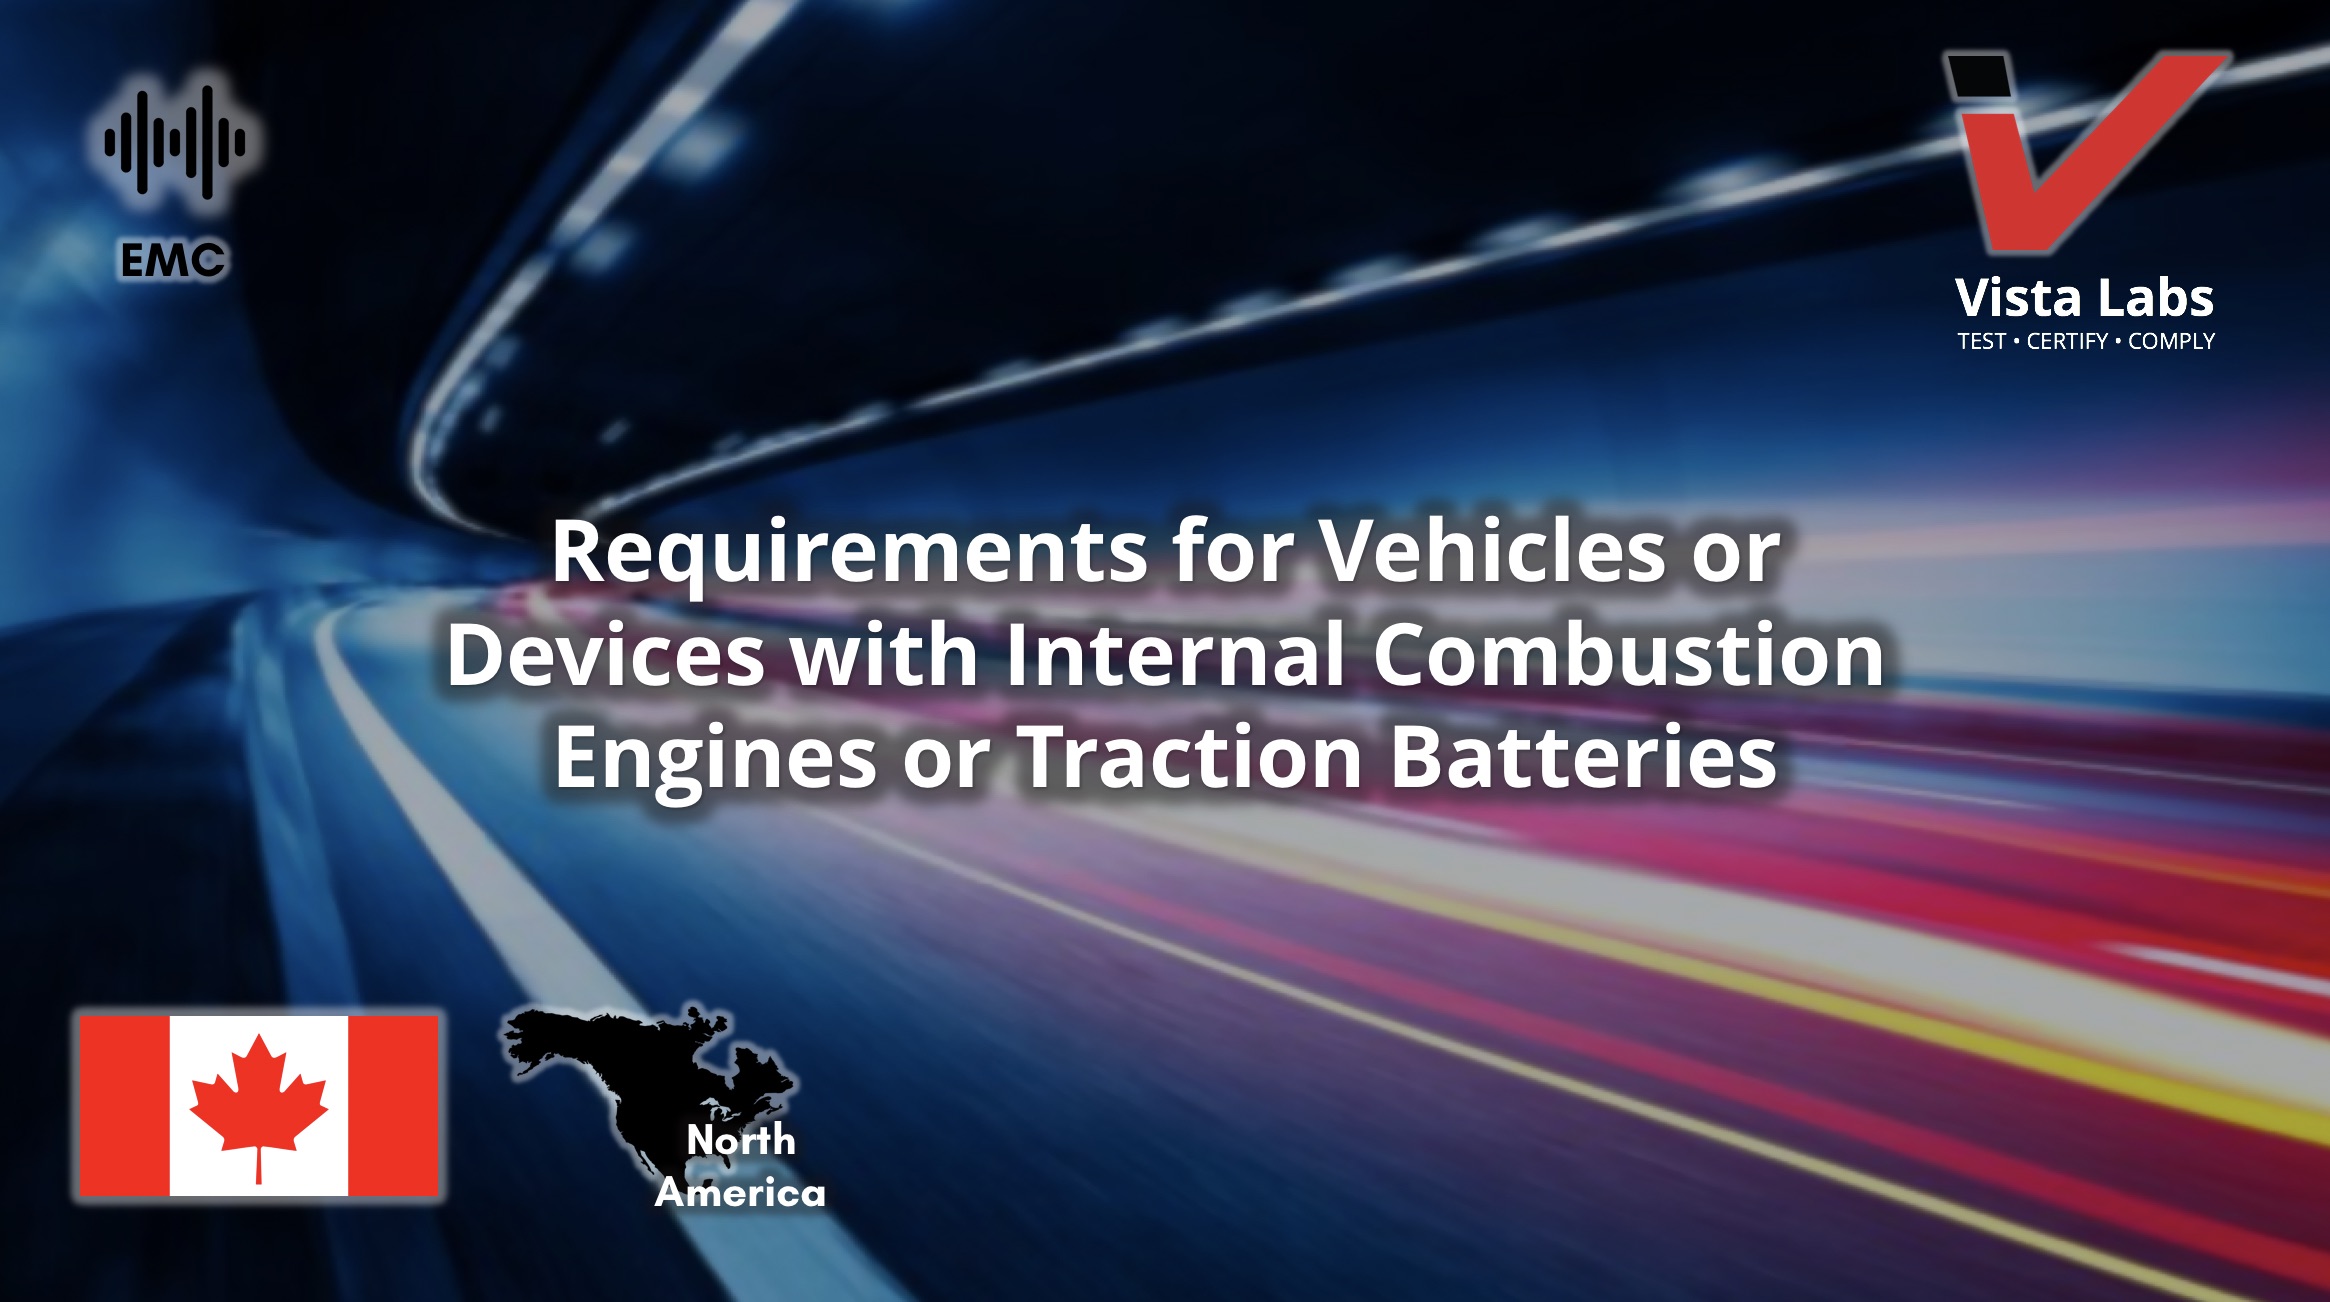 EMC
Vista Labs
TEST • CERTIFY • COMPLY
Requirements for Vehicles or
Devices with Internal Combustion
Engines or Traction Batteries
North
America